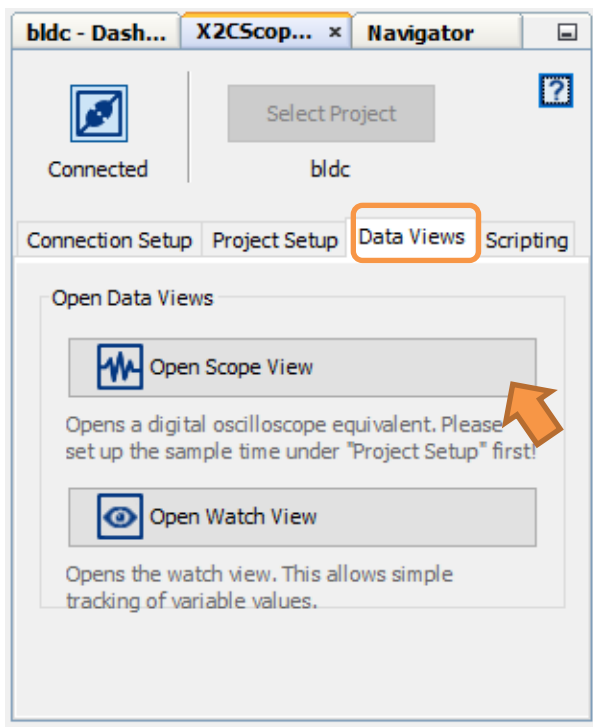 bldc - Dash... X2CScop... × Navigator
?
Select Project
Connected bldc
Connection Setup Project Setup Data Views Scripting
Open Data Views
Open Scope View
Opens a digital oscilloscope equivalent. Please
set up the sample time under "Project Setup" first!
Open Watch View
Opens the watch view. This allows simple
tracking of variable values.